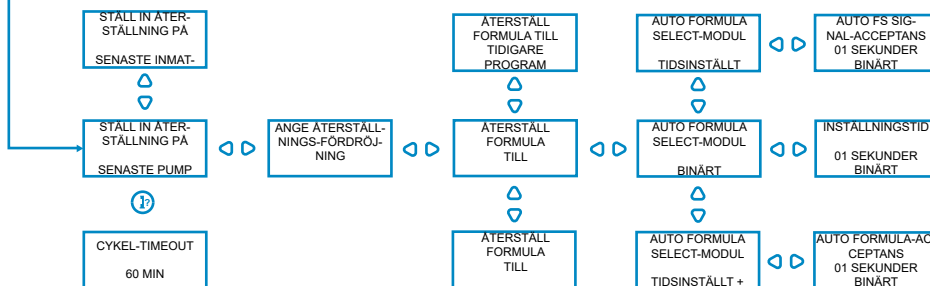 STÄLL IN ÅTER-
STÄLLNING PÅ
SENASTE INMAT-
ÅTERSTÄLL
FORMULA TILL
TIDIGARE
PROGRAM
AUTO FORMULA
SELECT-MODUL
TIDSINSTÄLLT
AUTO FS SIG-
NAL-ACCEPTANS
01 SEKUNDER
BINÄRT
STÄLL IN ÅTER-
STÄLLNING PÅ
SENASTE PUMP
ANGE ÅTERSTÄLL-
NINGS-FÖRDRÖJ-
NING
ÅTERSTÄLL
FORMULA
TILL
AUTO FORMULA
SELECT-MODUL
BINÄRT
INSTÄLLNINGSTID
01 SEKUNDER
BINÄRT
?
CYKEL-TIMEOUT
60 MIN
ÅTERSTÄLL
FORMULA
TILL
AUTO FORMULA
SELECT-MODUL
TIDSINSTÄLLT +
AUTO FORMULA-AC
CEPTANS
01 SEKUNDER
BINÄRT